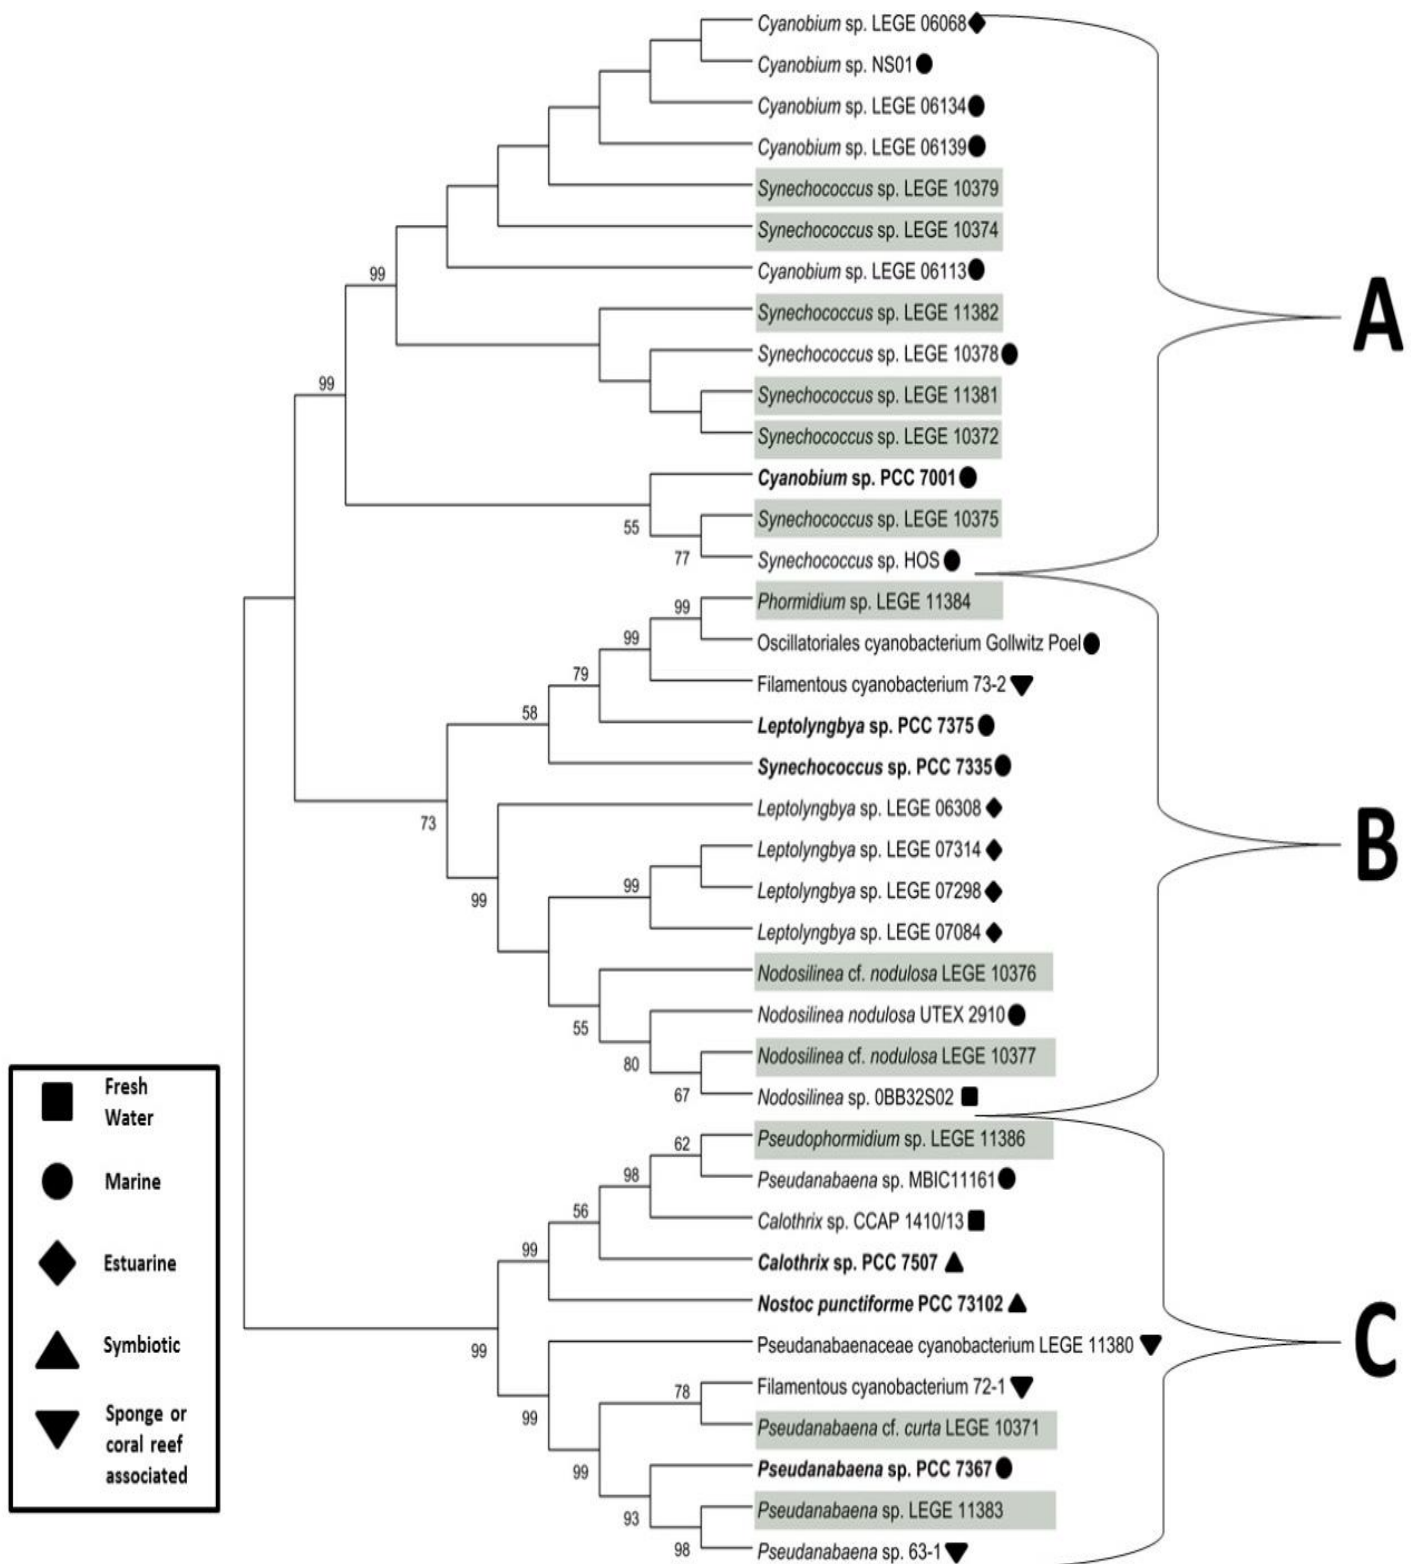 Cyanobium sp. LEGE 06068
Cyanobium sp. NS01
Cyanobium sp. LEGE 06134
Cyanobium sp. LEGE 06139
Synechococcus sp. LEGE 10379
Synechococcus sp. LEGE 10374
Cyanobium sp. LEGE 06113
99
Synechococcus sp. LEGE 11382
A
Synechococcus sp. LEGE 10378
99
Synechococcus sp. LEGE 11381
Synechococcus sp. LEGE 10372
Cyanobium sp. PCC 7001
Synechococcus sp. LEGE 10375
55
Synechococcus sp. HOS
77
Phormidium sp. LEGE 11384
99
Oscillatoriales cyanobacterium Gollwitz Poel
99
Filamentous cyanobacterium 73-2
79
Leptolyngbya sp. PCC 7375
58
Synechococcus sp. PCC 7335
Leptolyngbya sp. LEGE 06308
73
B
Leptolyngbya sp. LEGE 07314
Leptolyngbya sp. LEGE 07298
99
99
Leptolyngbya sp. LEGE 07084
Nodosilinea cf. nodulosa LEGE 10376
Nodosilinea nodulosa UTEX 2910
55
Nodosilinea cf. nodulosa LEGE 10377
80
Nodosilinea sp. 0BB32S02
67
Pseudophormidium sp. LEGE 11386
62
Pseudanabaena sp. MBIC11161
98
Calothrix sp. CCAP 1410/13
56
Calothrix sp. PCC 7507
99
Nostoc punctiforme PCC 73102
Pseudanabaenaceae cyanobacterium LEGE 11380
99
C
Filamentous cyanobacterium 72-1
78
Pseudanabaena cf. curta LEGE 10371
99
Pseudanabaena sp. PCC 7367
99
Pseudanabaena sp. LEGE 11383
93
Pseudanabaena sp. 63-1
98
Fresh
Water
Marine
Estuarine
Symbiotic
Sponge or
coral reef
associated